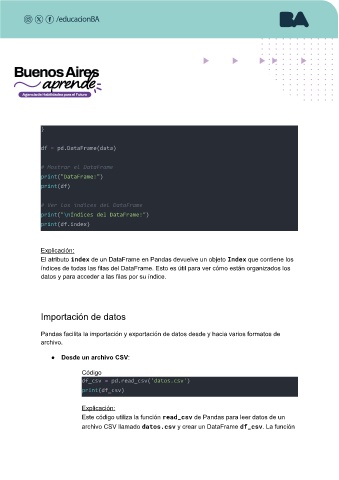 /educacionBA
BA
Buenos Aires
aprende
Agencia de Habilidades para el Futuro
}
df = pd.DataFrame(data)
# Mostrar el DataFrame
print("DataFrame:")
print(df)
# Ver los índices del DataFrame
print("\nÍndices del DataFrame:")
print(df.index)
Explicación:
El atributo index de un DataFrame en Pandas devuelve un objeto Index que contiene los
índices de todas las filas del DataFrame. Esto es útil para ver cómo están organizados los
datos y para acceder a las filas por su índice.
Importación de datos
Pandas facilita la importación y exportación de datos desde y hacia varios formatos de
archivo.
● Desde un archivo CSV:
Código
df_csv = pd.read_csv('datos.csv')
print(df_csv)
Explicación:
Este código utiliza la función read_csv de Pandas para leer datos de un
archivo CSV llamado datos.csv y crear un DataFrame df_csv. La función